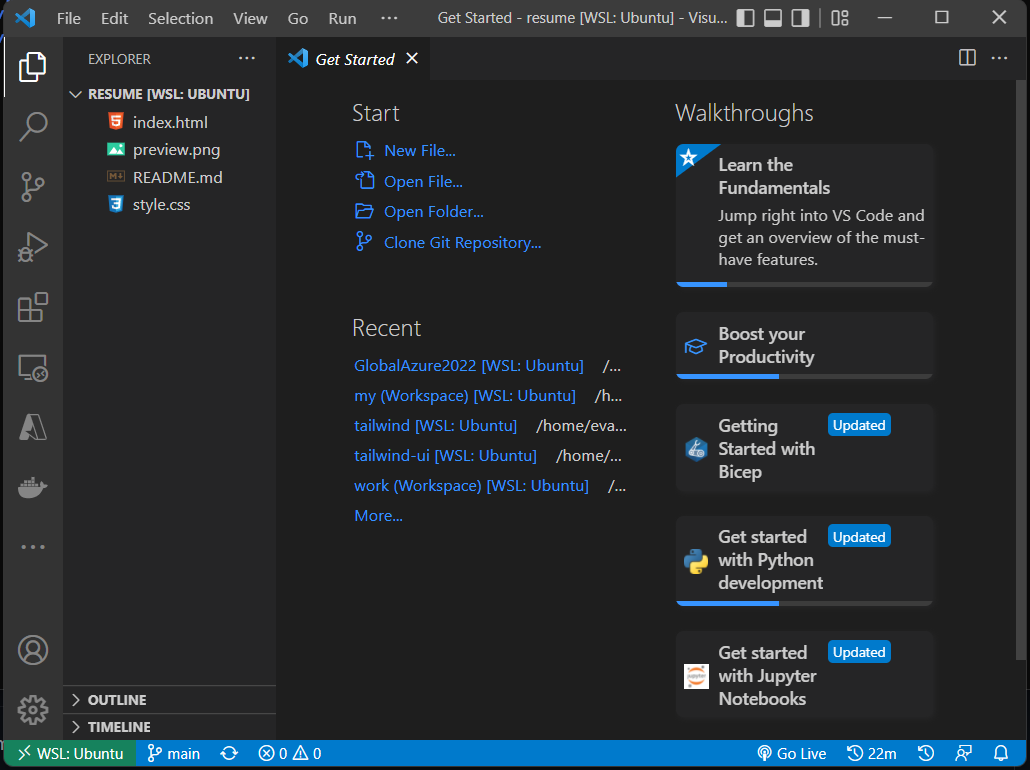 File Edit Selection View Go Run ··· Get Started - resume [WSL: Ubuntu] - Visu...
EXPLORER ···
RESUME [WSL: UBUNTU]
index.html
preview.png
README.md
style.css
OUTLINE
TIMELINE
Get Started
Start
New File...
Open File...
Open Folder...
Clone Git Repository...
Recent
GlobalAzure2022 [WSL: Ubuntu] /...
my (Workspace) [WSL: Ubuntu] /h...
tailwind [WSL: Ubuntu] /home/eva...
tailwind-ui [WSL: Ubuntu] /home/...
work (Workspace) [WSL: Ubuntu] /...
More...
Walkthroughs
Learn the
Fundamentals
Jump right into VS Code and
get an overview of the must-
have features.
Boost your
Productivity
Getting Updated
Started with
Bicep
Get started Updated
with Python
development
Get started Updated
with Jupyter
Notebooks
WSL: Ubuntu main 0 0 Go Live 22m